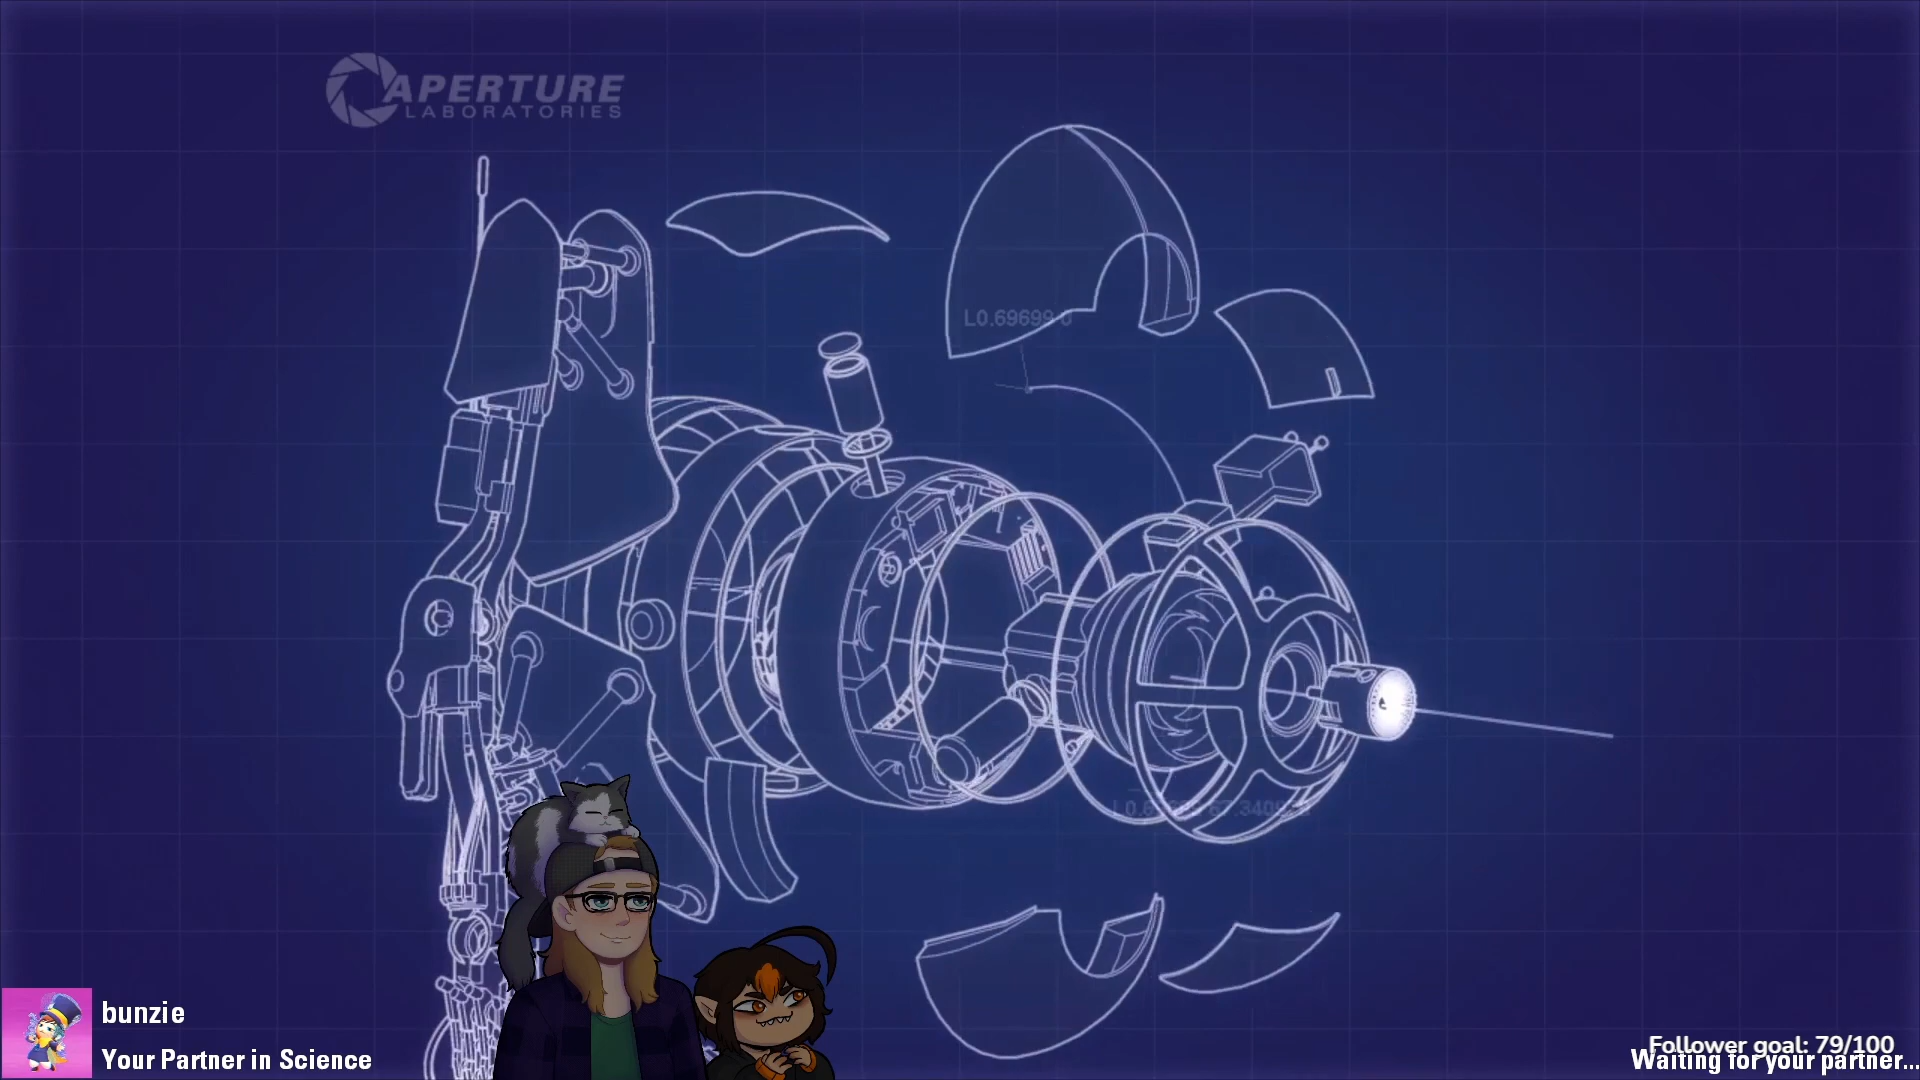 APERTURE
LABORATORIES
L0.69699
bunzie
Your Partner in Science
Follower goal: 79/100
Waiting for your partner...